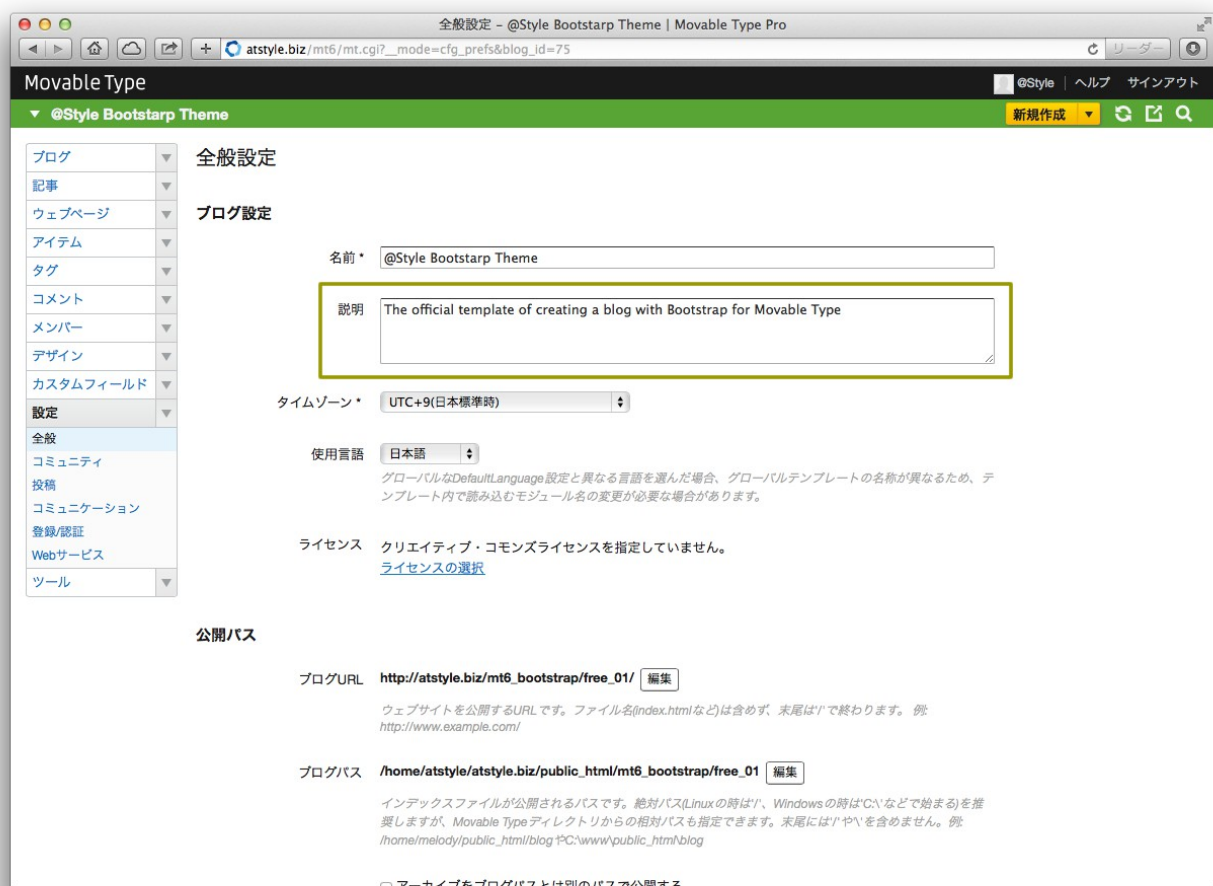 全般設定 – @Style Bootstarp Theme | Movable Type Pro
atstyle.biz/mt6/mt.cgi?__mode=cfg_prefs&blog_id=75
リーダー
Movable Type
@Style | ヘルプ サインアウト
@Style Bootstarp Theme
新規作成
ブログ
記事
ウェブページ
アイテム
タグ
コメント
メンバー
デザイン
カスタムフィールド
設定
全般
コミュニティ
投稿
コミュニケーション
登録/認証
Webサービス
ツール
全般設定
ブログ設定
名前 * @Style Bootstarp Theme
説明 The official template of creating a blog with Bootstrap for Movable Type
タイムゾーン * UTC+9(日本標準時)
使用言語 日本語
グローバルなDefaultLanguage設定と異なる言語を選んだ場合、グローバルテンプレートの名称が異なるため、テ
ンプレート内で読み込むモジュール名の変更が必要な場合があります。
ライセンス クリエイティブ・コモンズライセンスを指定していません。
ライセンスの選択
公開パス
ブログURL http://atstyle.biz/mt6_bootstrap/free_01/ 編集
ウェブサイトを公開するURLです。ファイル名(index.htmlなど)は含めず、末尾は'/'で終わります。 例:
http://www.example.com/
ブログパス /home/atstyle/atstyle.biz/public_html/mt6_bootstrap/free_01 編集
インデックスファイルが公開されるパスです。絶対パス(Linuxの時は'/'、Windowsの時は'C:\'などで始まる)を推
奨しますが、Movable Typeディレクトリからの相対パスも指定できます。末尾には'/'や'\'を含めません。例:
/home/melody/public_html/blogやC:\www\public_html\blog
アーカイブをブログパスとは別のパスで公開する